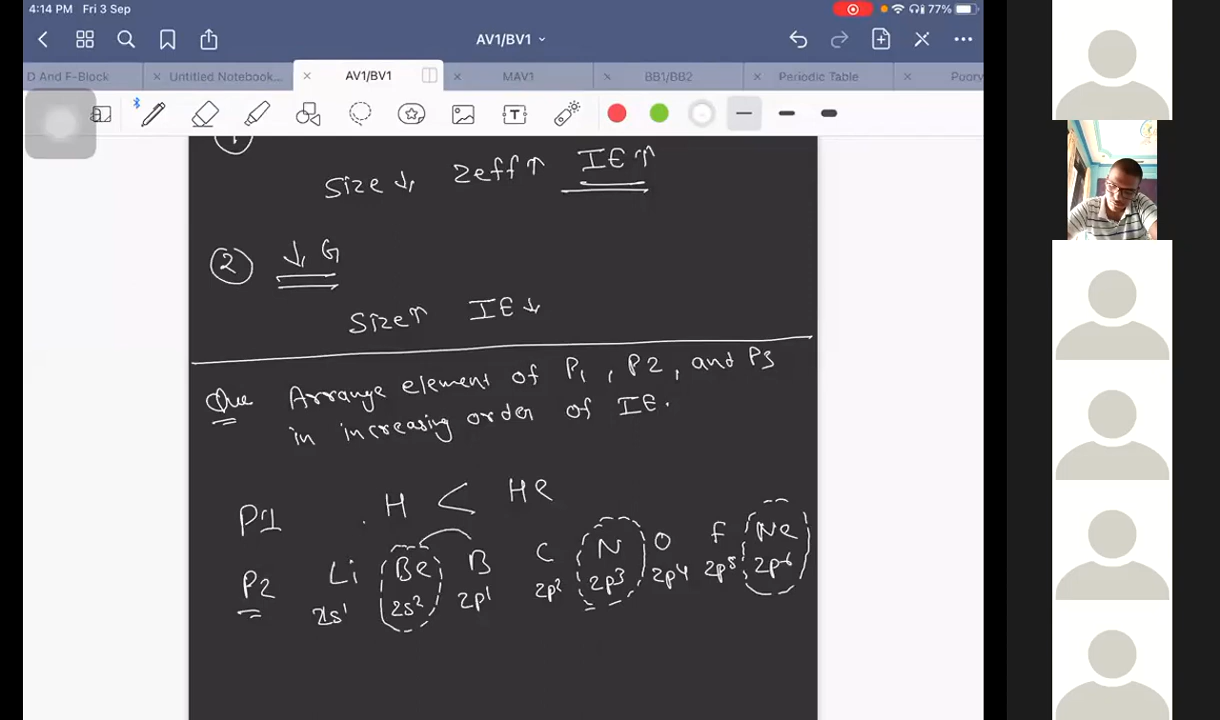 4:14 PM Fri 3 Sep
77%
AV1/BV1
D And F-Block
Untitled Notebook...
AV1/BV1
MAV1
BB1/BB2
Periodic Table
Poorv
T
Size ↓ Zeff ↑ IE ↑
2 ↓ G
Size ↑ IE ↓
Que Arrange element of P1, P2, and P3
in increasing order of IE.
P1 H < He
P2 Li Be B C N O F Ne
2s¹ 2s² 2p¹ 2p² 2p³ 2p⁴ 2p⁵ 2p⁶